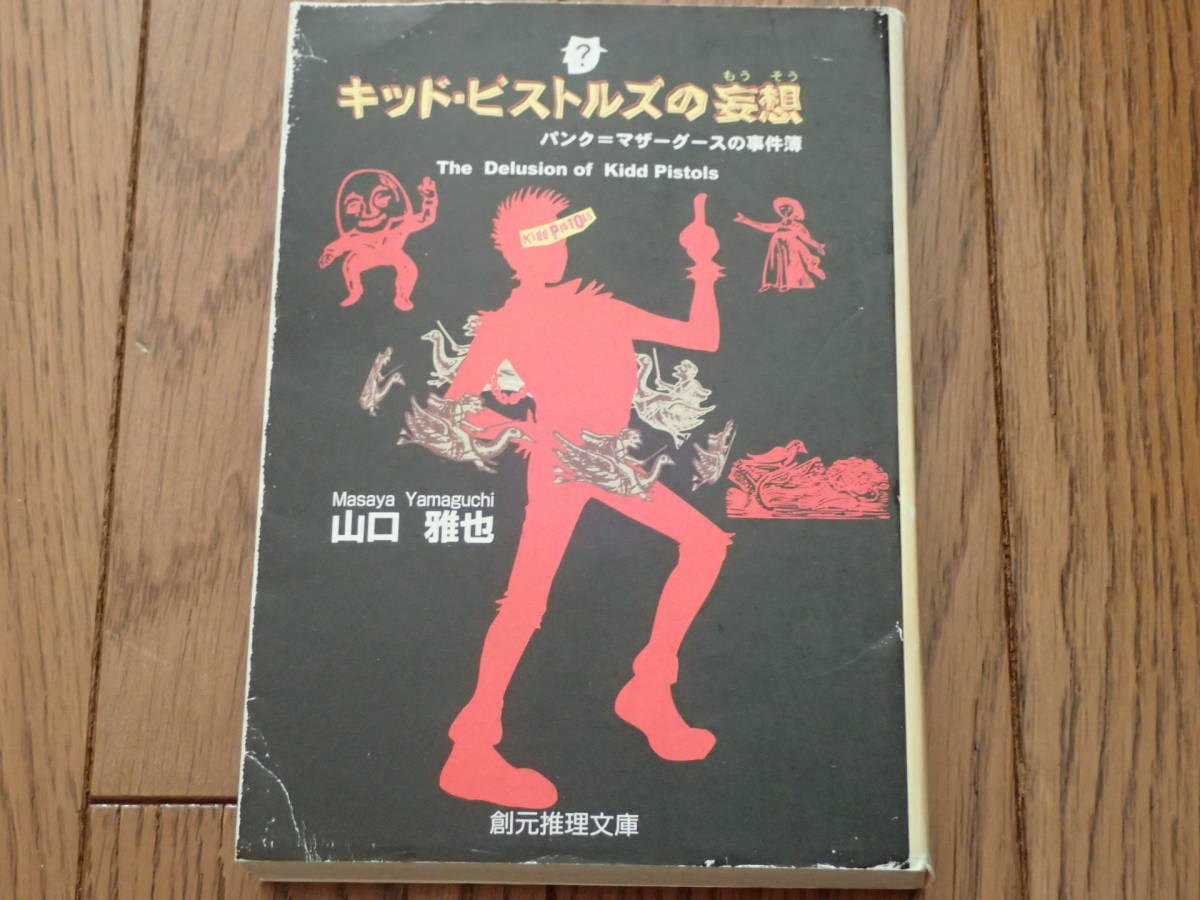 ?
キッド・ピストルズの妄想
もう そう
パンク＝マザーグースの事件簿
The Delusion of Kidd Pistols
Kidd PISTOLS
Masaya Yamaguchi
山口 雅也
創元推理文庫